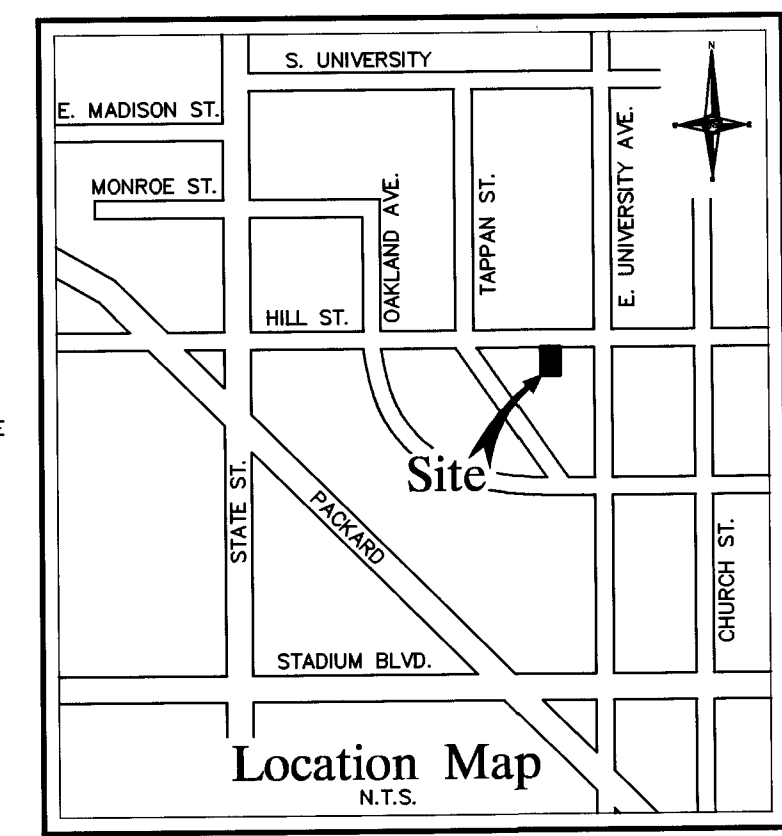 S. UNIVERSITY
N
E. MADISON ST.
E. UNIVERSITY AVE.
MONROE ST.
OAKLAND AVE.
TAPPAN ST.
HILL ST.
Site
STATE ST.
PACKARD
CHURCH ST.
STADIUM BLVD.
Location Map
N.T.S.
E